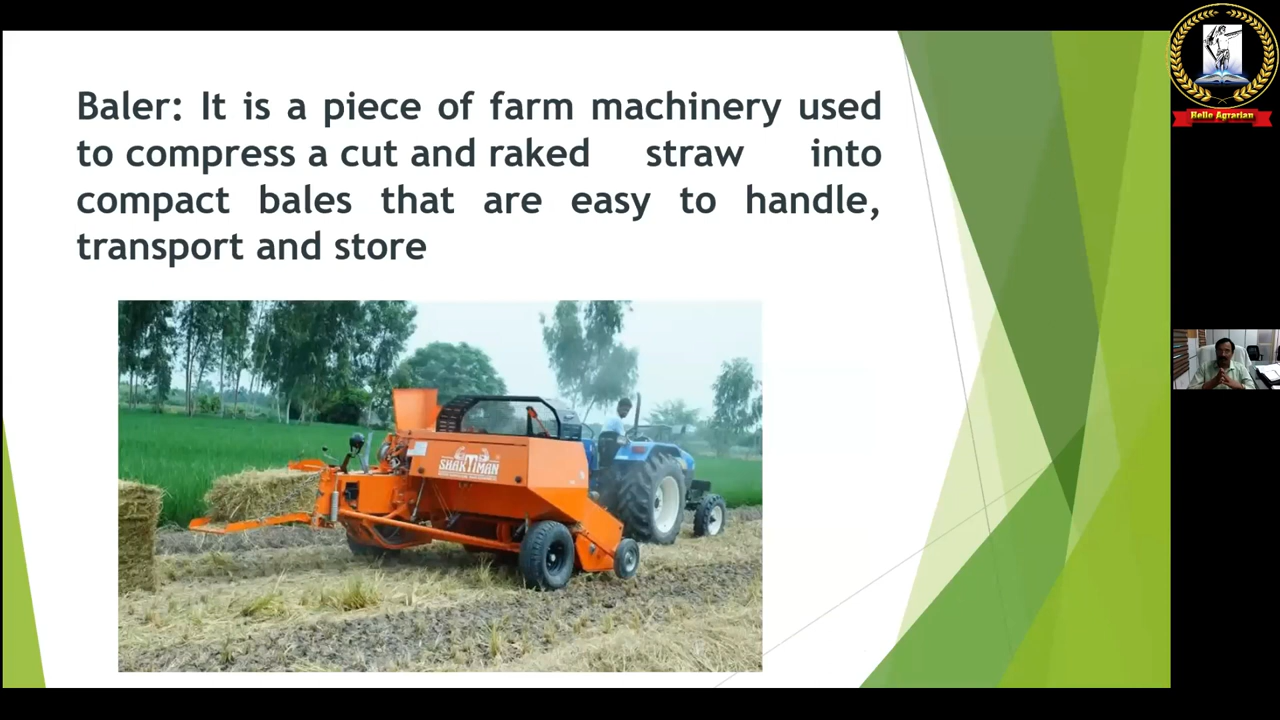 Baler: It is a piece of farm machinery used
to compress a cut and raked straw into
compact bales that are easy to handle,
transport and store
SHAKTIMAN
Hello Agrarian